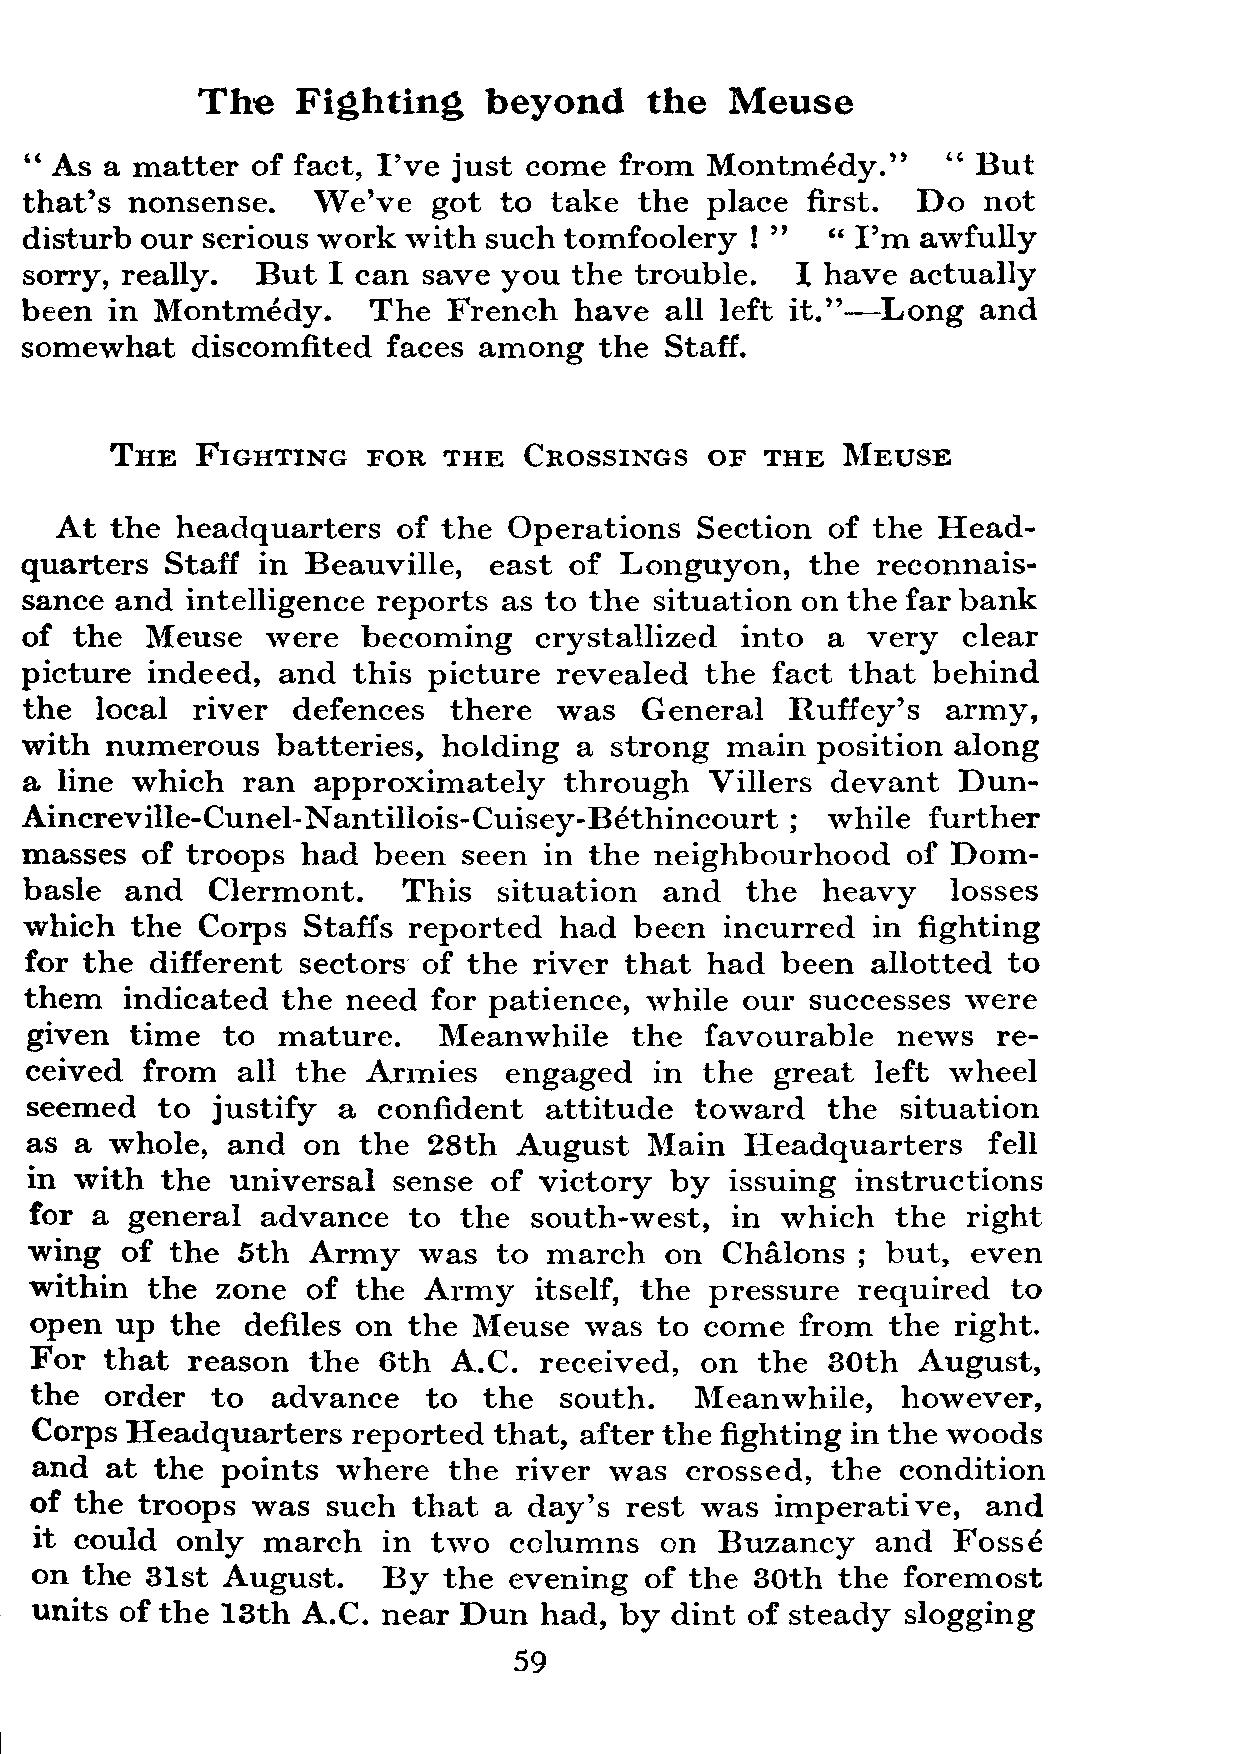 The Fighting beyond the Meuse
“ As a matter of fact, I’ve just come from Montmédy.” “ But
that’s nonsense. We’ve got to take the place first. Do not
disturb our serious work with such tomfoolery ! ” “ I’m awfully
sorry, really. But I can save you the trouble. I have actually
been in Montmédy. The French have all left it.”—Long and
somewhat discomfited faces among the Staff.
THE FIGHTING FOR THE CROSSINGS OF THE MEUSE
At the headquarters of the Operations Section of the Head-
quarters Staff in Beauville, east of Longuyon, the reconnais-
sance and intelligence reports as to the situation on the far bank
of the Meuse were becoming crystallized into a very clear
picture indeed, and this picture revealed the fact that behind
the local river defences there was General Ruffey’s army,
with numerous batteries, holding a strong main position along
a line which ran approximately through Villers devant Dun-
Aincreville-Cunel-Nantillois-Cuisey-Béthincourt ; while further
masses of troops had been seen in the neighbourhood of Dom-
basle and Clermont. This situation and the heavy losses
which the Corps Staffs reported had been incurred in fighting
for the different sectors of the river that had been allotted to
them indicated the need for patience, while our successes were
given time to mature. Meanwhile the favourable news re-
ceived from all the Armies engaged in the great left wheel
seemed to justify a confident attitude toward the situation
as a whole, and on the 28th August Main Headquarters fell
in with the universal sense of victory by issuing instructions
for a general advance to the south-west, in which the right
wing of the 5th Army was to march on Châlons ; but, even
within the zone of the Army itself, the pressure required to
open up the defiles on the Meuse was to come from the right.
For that reason the 6th A.C. received, on the 30th August,
the order to advance to the south. Meanwhile, however,
Corps Headquarters reported that, after the fighting in the woods
and at the points where the river was crossed, the condition
of the troops was such that a day’s rest was imperative, and
it could only march in two columns on Buzancy and Fossé
on the 31st August. By the evening of the 30th the foremost
units of the 13th A.C. near Dun had, by dint of steady slogging
59